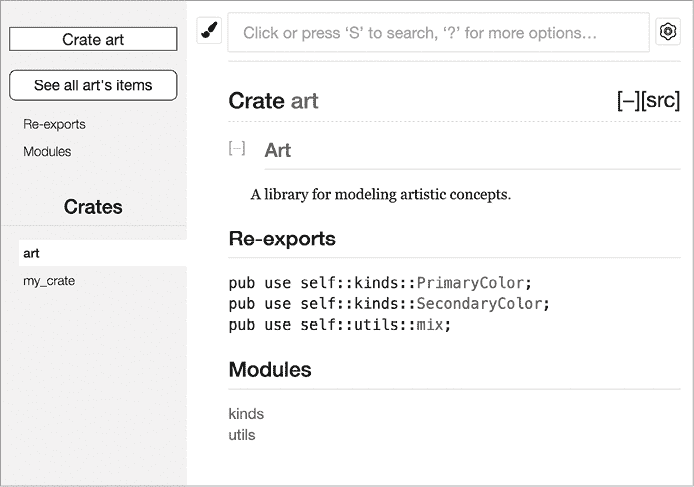 Crate art
See all art's items
Re-exports
Modules
Crates
art
my_crate
Click or press ‘S’ to search, ‘?’ for more options…
Crate art [−][src]
[−] Art
A library for modeling artistic concepts.
Re-exports
pub use self::kinds::PrimaryColor;
pub use self::kinds::SecondaryColor;
pub use self::utils::mix;
Modules
kinds
utils